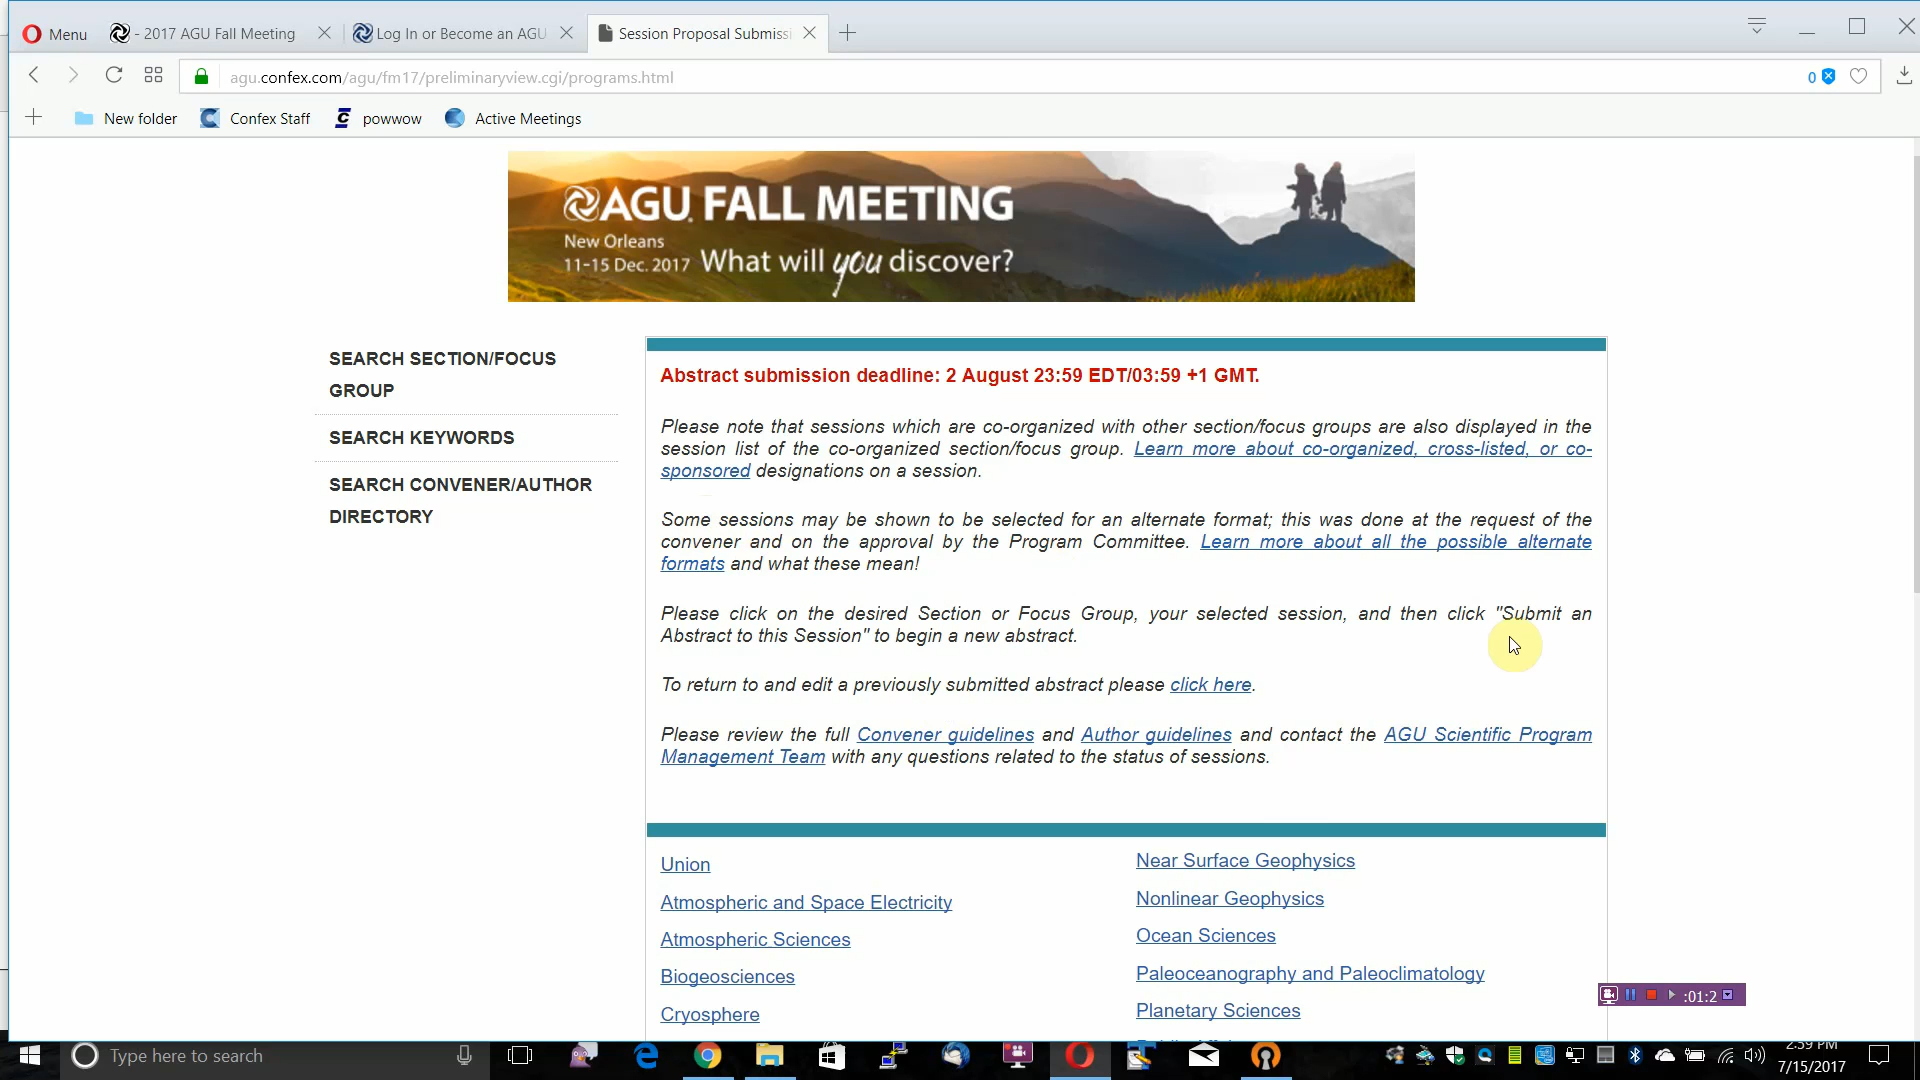 Menu
- 2017 AGU Fall Meeting
Log In or Become an AGU
Session Proposal Submiss
agu.confex.com/agu/fm17/preliminaryview.cgi/programs.html
0
New folder
Confex Staff
powwow
Active Meetings
AGU FALL MEETING
New Orleans
11-15 Dec. 2017 What will you discover?
SEARCH SECTION/FOCUS
GROUP
SEARCH KEYWORDS
SEARCH CONVENER/AUTHOR
DIRECTORY
Abstract submission deadline: 2 August 23:59 EDT/03:59 +1 GMT.
Please note that sessions which are co-organized with other section/focus groups are also displayed in the
session list of the co-organized section/focus group. Learn more about co-organized, cross-listed, or co-
sponsored designations on a session.
Some sessions may be shown to be selected for an alternate format; this was done at the request of the
convener and on the approval by the Program Committee. Learn more about all the possible alternate
formats and what these mean!
Please click on the desired Section or Focus Group, your selected session, and then click "Submit an
Abstract to this Session" to begin a new abstract.
To return to and edit a previously submitted abstract please click here.
Please review the full Convener guidelines and Author guidelines and contact the AGU Scientific Program
Management Team with any questions related to the status of sessions.
Union
Atmospheric and Space Electricity
Atmospheric Sciences
Biogeosciences
Cryosphere
Near Surface Geophysics
Nonlinear Geophysics
Ocean Sciences
Paleoceanography and Paleoclimatology
Planetary Sciences
:01:2
Type here to search
2:59 PM
7/15/2017